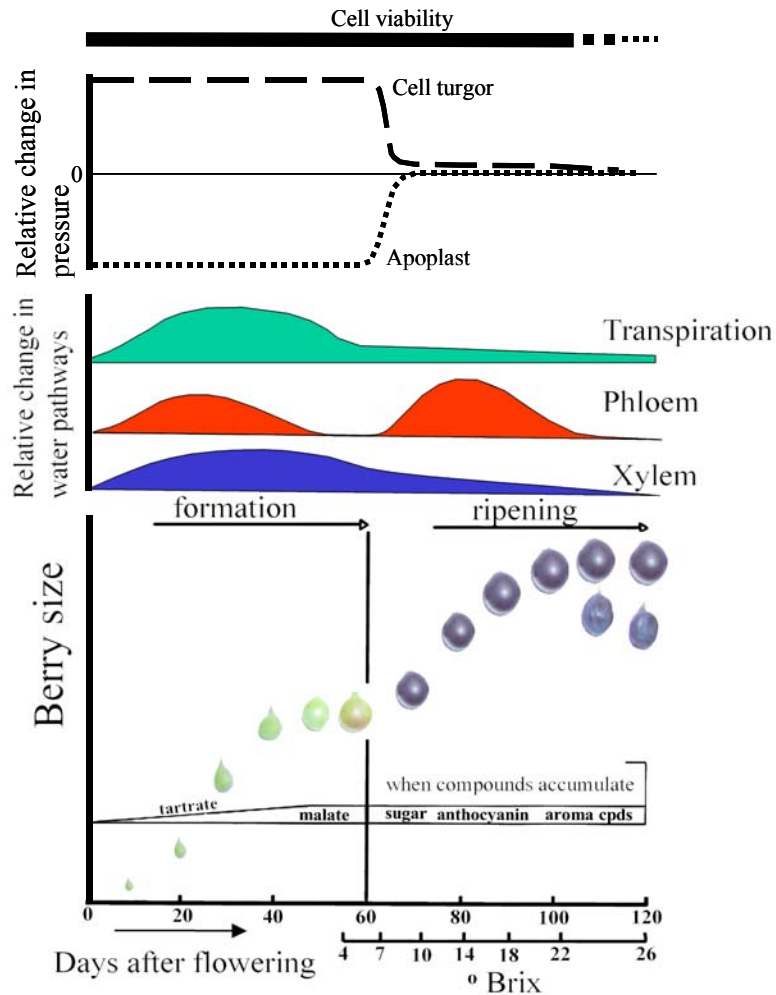 Cell viability
Relative change in
pressure
Cell turgor
0
Apoplast
Relative change in
water pathways
Transpiration
Phloem
Xylem
formation
ripening
Berry size
when compounds accumulate
tartrate
malate
sugar anthocyanin aroma cpds
0 20 40 60 80 100 120
Days after flowering
4 7 10 14 18 22 26
º Brix